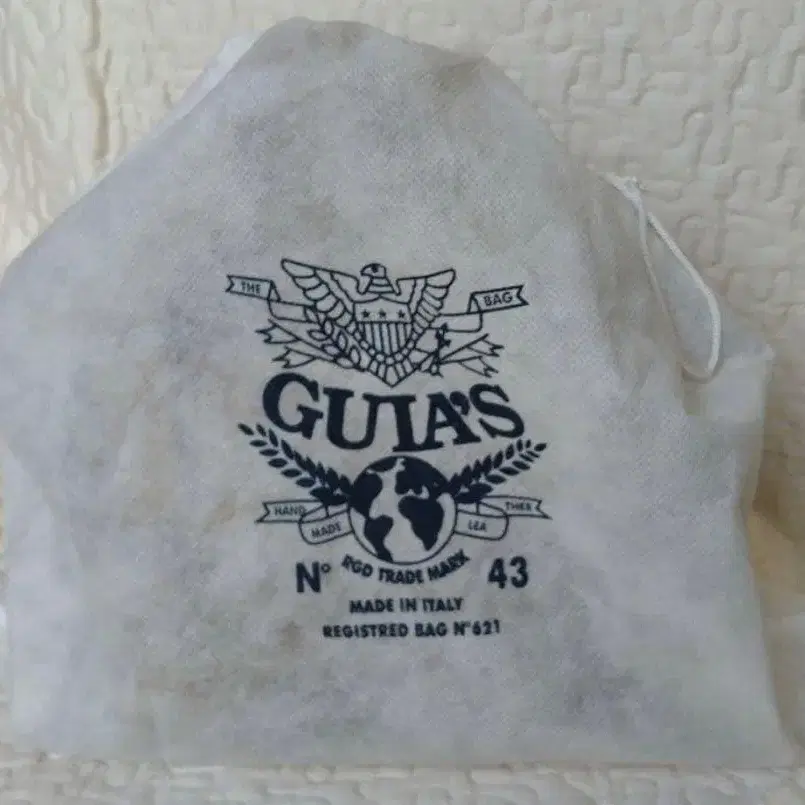 THE BAG
GUIA'S
HAND MADE LEA THER
RGD TRADE MARK
N° 43
MADE IN ITALY
REGISTRED BAG N°621